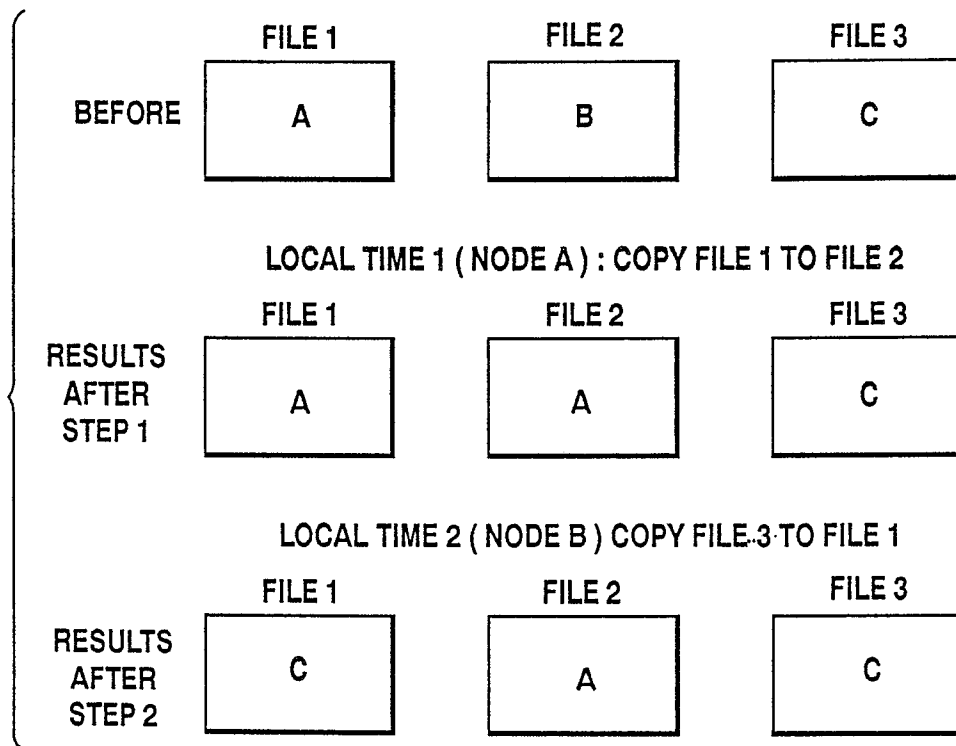 FILE 1 FILE 2 FILE 3
BEFORE A B C
LOCAL TIME 1 ( NODE A ) : COPY FILE 1 TO FILE 2
FILE 1 FILE 2 FILE 3
RESULTS
AFTER A A C
STEP 1
LOCAL TIME 2 ( NODE B ) COPY FILE 3 TO FILE 1
FILE 1 FILE 2 FILE 3
RESULTS
AFTER C A C
STEP 2